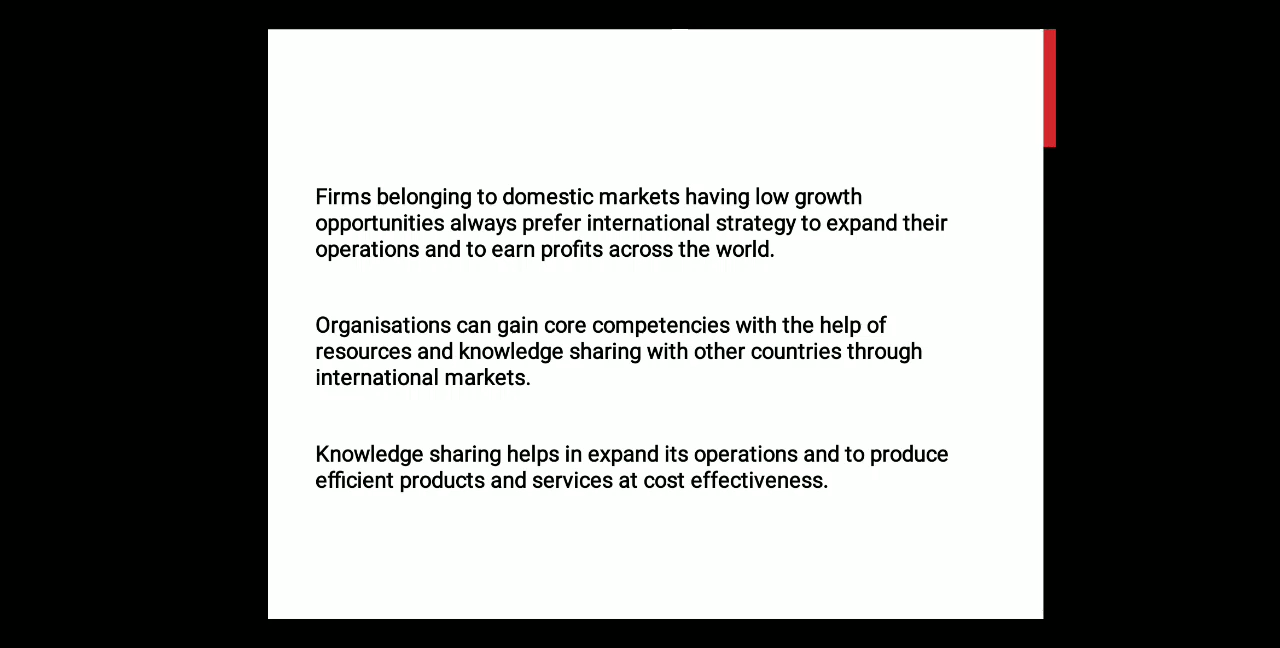 Firms belonging to domestic markets having low growth
opportunities always prefer international strategy to expand their
operations and to earn profits across the world.
Organisations can gain core competencies with the help of
resources and knowledge sharing with other countries through
international markets.
Knowledge sharing helps in expand its operations and to produce
efficient products and services at cost effectiveness.